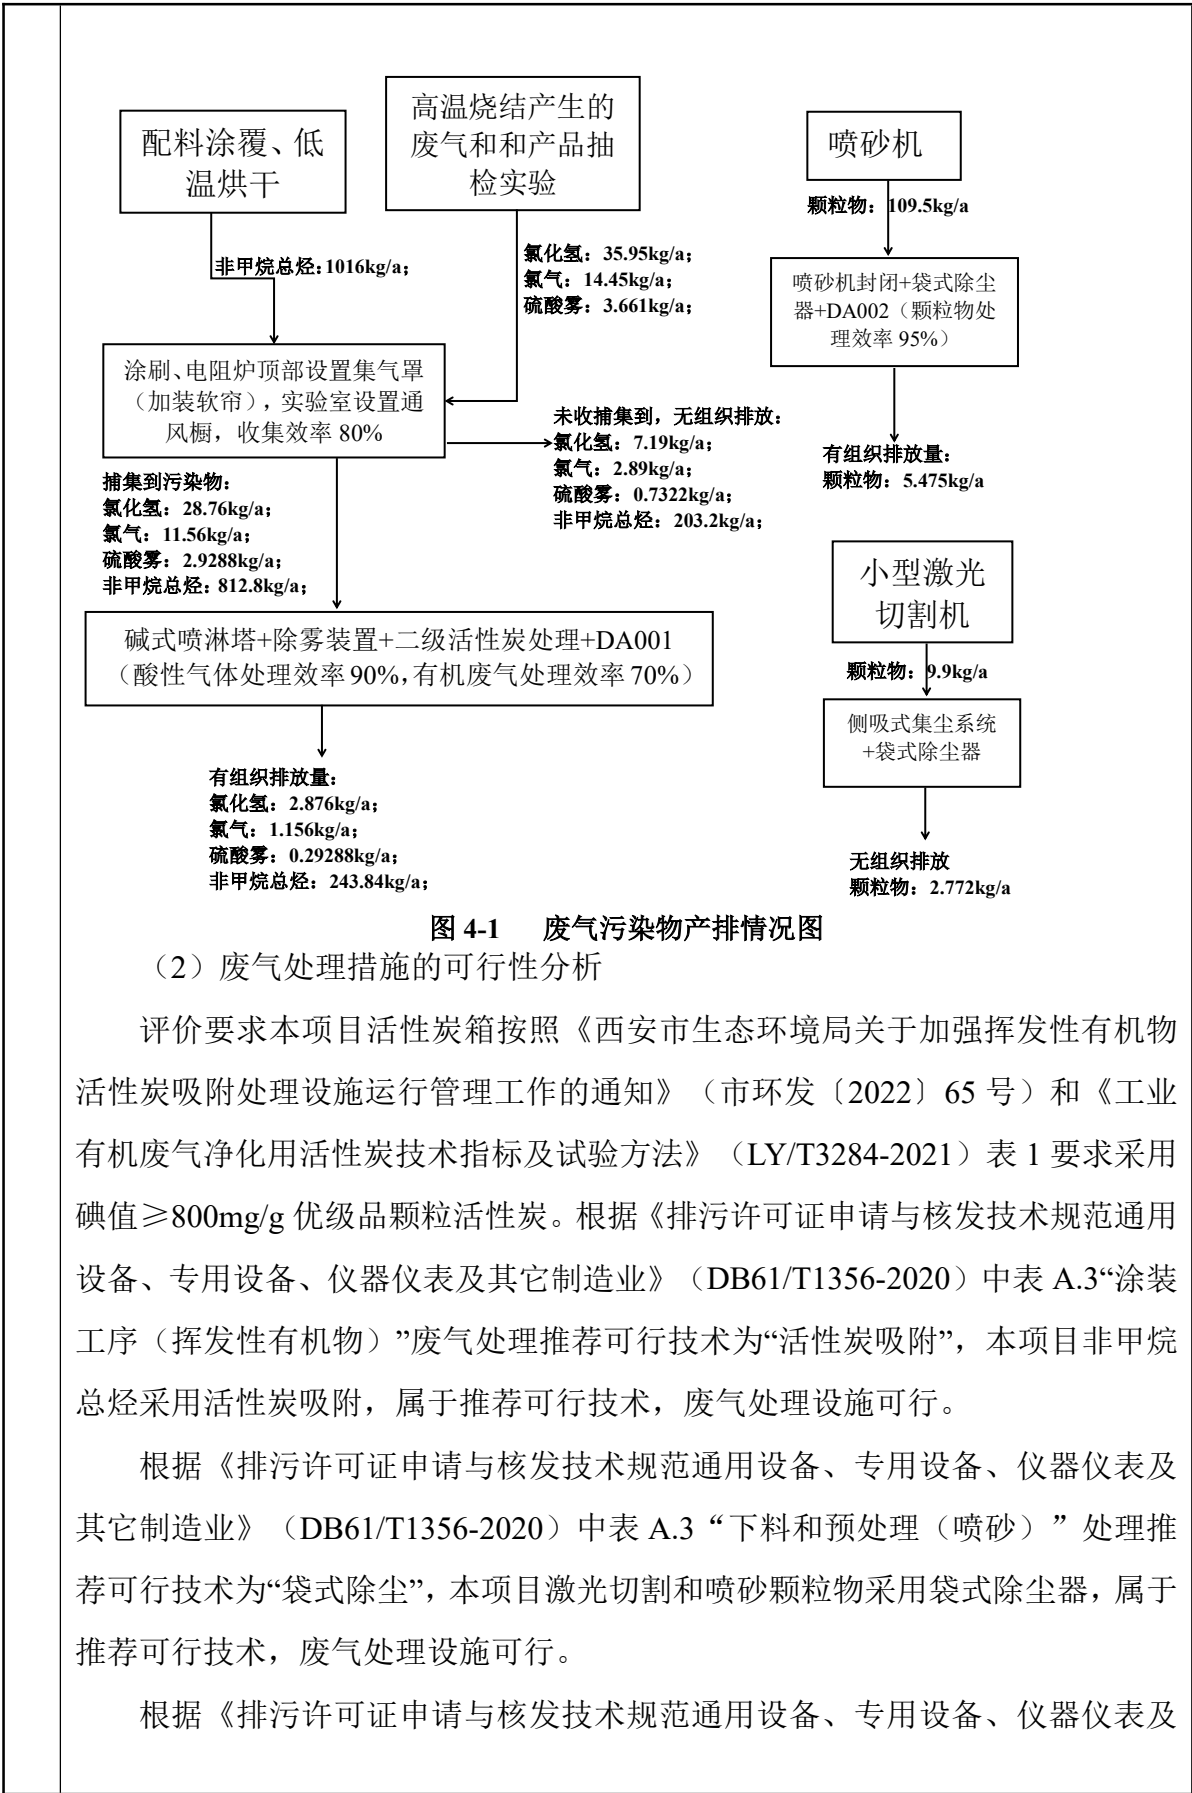 配料涂覆、低
温烘干
高温烧结产生的
废气和和产品抽
检实验
喷砂机
颗粒物：109.5kg/a
非甲烷总烃：1016kg/a；
氯化氢：35.95kg/a；
氯气：14.45kg/a；
硫酸雾：3.661kg/a；
喷砂机封闭+袋式除尘
器+DA002（颗粒物处
理效率 95%）
涂刷、电阻炉顶部设置集气罩
（加装软帘），实验室设置通
风橱，收集效率 80%
未收捕集到，无组织排放：
氯化氢：7.19kg/a；
氯气：2.89kg/a；
硫酸雾：0.7322kg/a；
非甲烷总烃：203.2kg/a；
有组织排放量：
颗粒物：5.475kg/a
捕集到污染物：
氯化氢：28.76kg/a；
氯气：11.56kg/a；
硫酸雾：2.9288kg/a；
非甲烷总烃：812.8kg/a；
小型激光
切割机
颗粒物：9.9kg/a
碱式喷淋塔+除雾装置+二级活性炭处理+DA001
（酸性气体处理效率 90%，有机废气处理效率 70%）
侧吸式集尘系统
+袋式除尘器
有组织排放量：
氯化氢：2.876kg/a；
氯气：1.156kg/a；
硫酸雾：0.29288kg/a；
非甲烷总烃：243.84kg/a；
无组织排放
颗粒物：2.772kg/a
图 4-1 废气污染物产排情况图
（2）废气处理措施的可行性分析
评价要求本项目活性炭箱按照《西安市生态环境局关于加强挥发性有机物
活性炭吸附处理设施运行管理工作的通知》（市环发〔2022〕65 号）和《工业
有机废气净化用活性炭技术指标及试验方法》（LY/T3284-2021）表 1 要求采用
碘值≥800mg/g 优级品颗粒活性炭。根据《排污许可证申请与核发技术规范通用
设备、专用设备、仪器仪表及其它制造业》（DB61/T1356-2020）中表 A.3“涂装
工序（挥发性有机物）”废气处理推荐可行技术为“活性炭吸附”，本项目非甲烷
总烃采用活性炭吸附，属于推荐可行技术，废气处理设施可行。
根据《排污许可证申请与核发技术规范通用设备、专用设备、仪器仪表及
其它制造业》（DB61/T1356-2020）中表 A.3“下料和预处理（喷砂）”处理推
荐可行技术为“袋式除尘”，本项目激光切割和喷砂颗粒物采用袋式除尘器，属于
推荐可行技术，废气处理设施可行。
根据《排污许可证申请与核发技术规范通用设备、专用设备、仪器仪表及